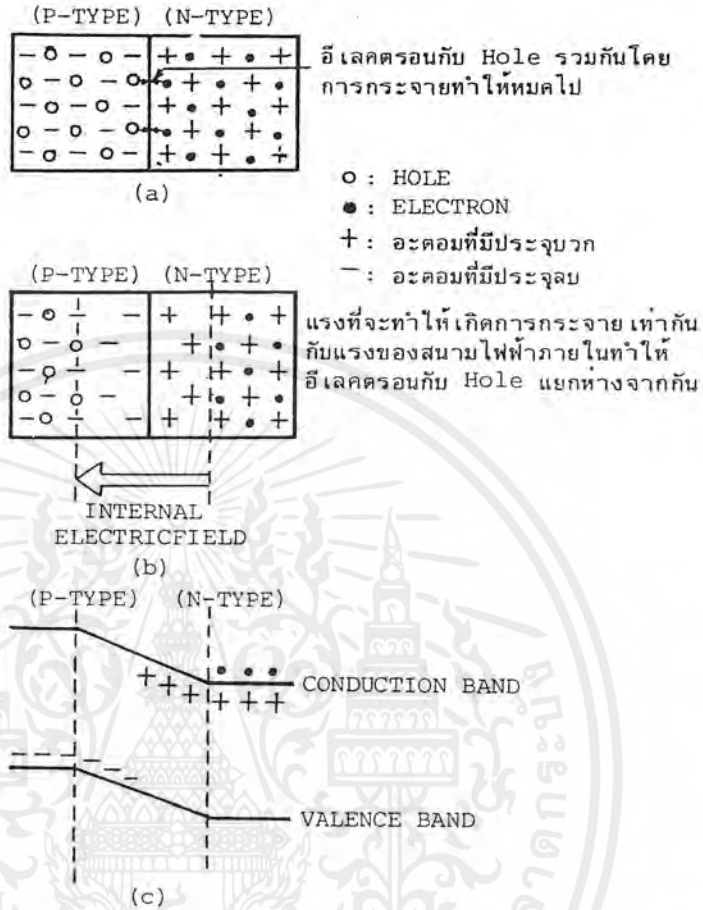 (P-TYPE) (N-TYPE)
อิเลคตรอนกับ Hole รวมกันโดย
การกระจายทำให้หมดไป
(a)
o : HOLE
● : ELECTRON
+ : อะตอมที่มีประจุบวก
− : อะตอมที่มีประจุลบ
(P-TYPE) (N-TYPE)
แรงที่จะทำให้เกิดการกระจาย เท่ากัน
กับแรงของสนามไฟฟ้าภายในทำให้
อิเลคตรอนกับ Hole แยกห่างจากกัน
INTERNAL
ELECTRICFIELD
(b)
(P-TYPE) (N-TYPE)
CONDUCTION BAND
VALENCE BAND
(c)